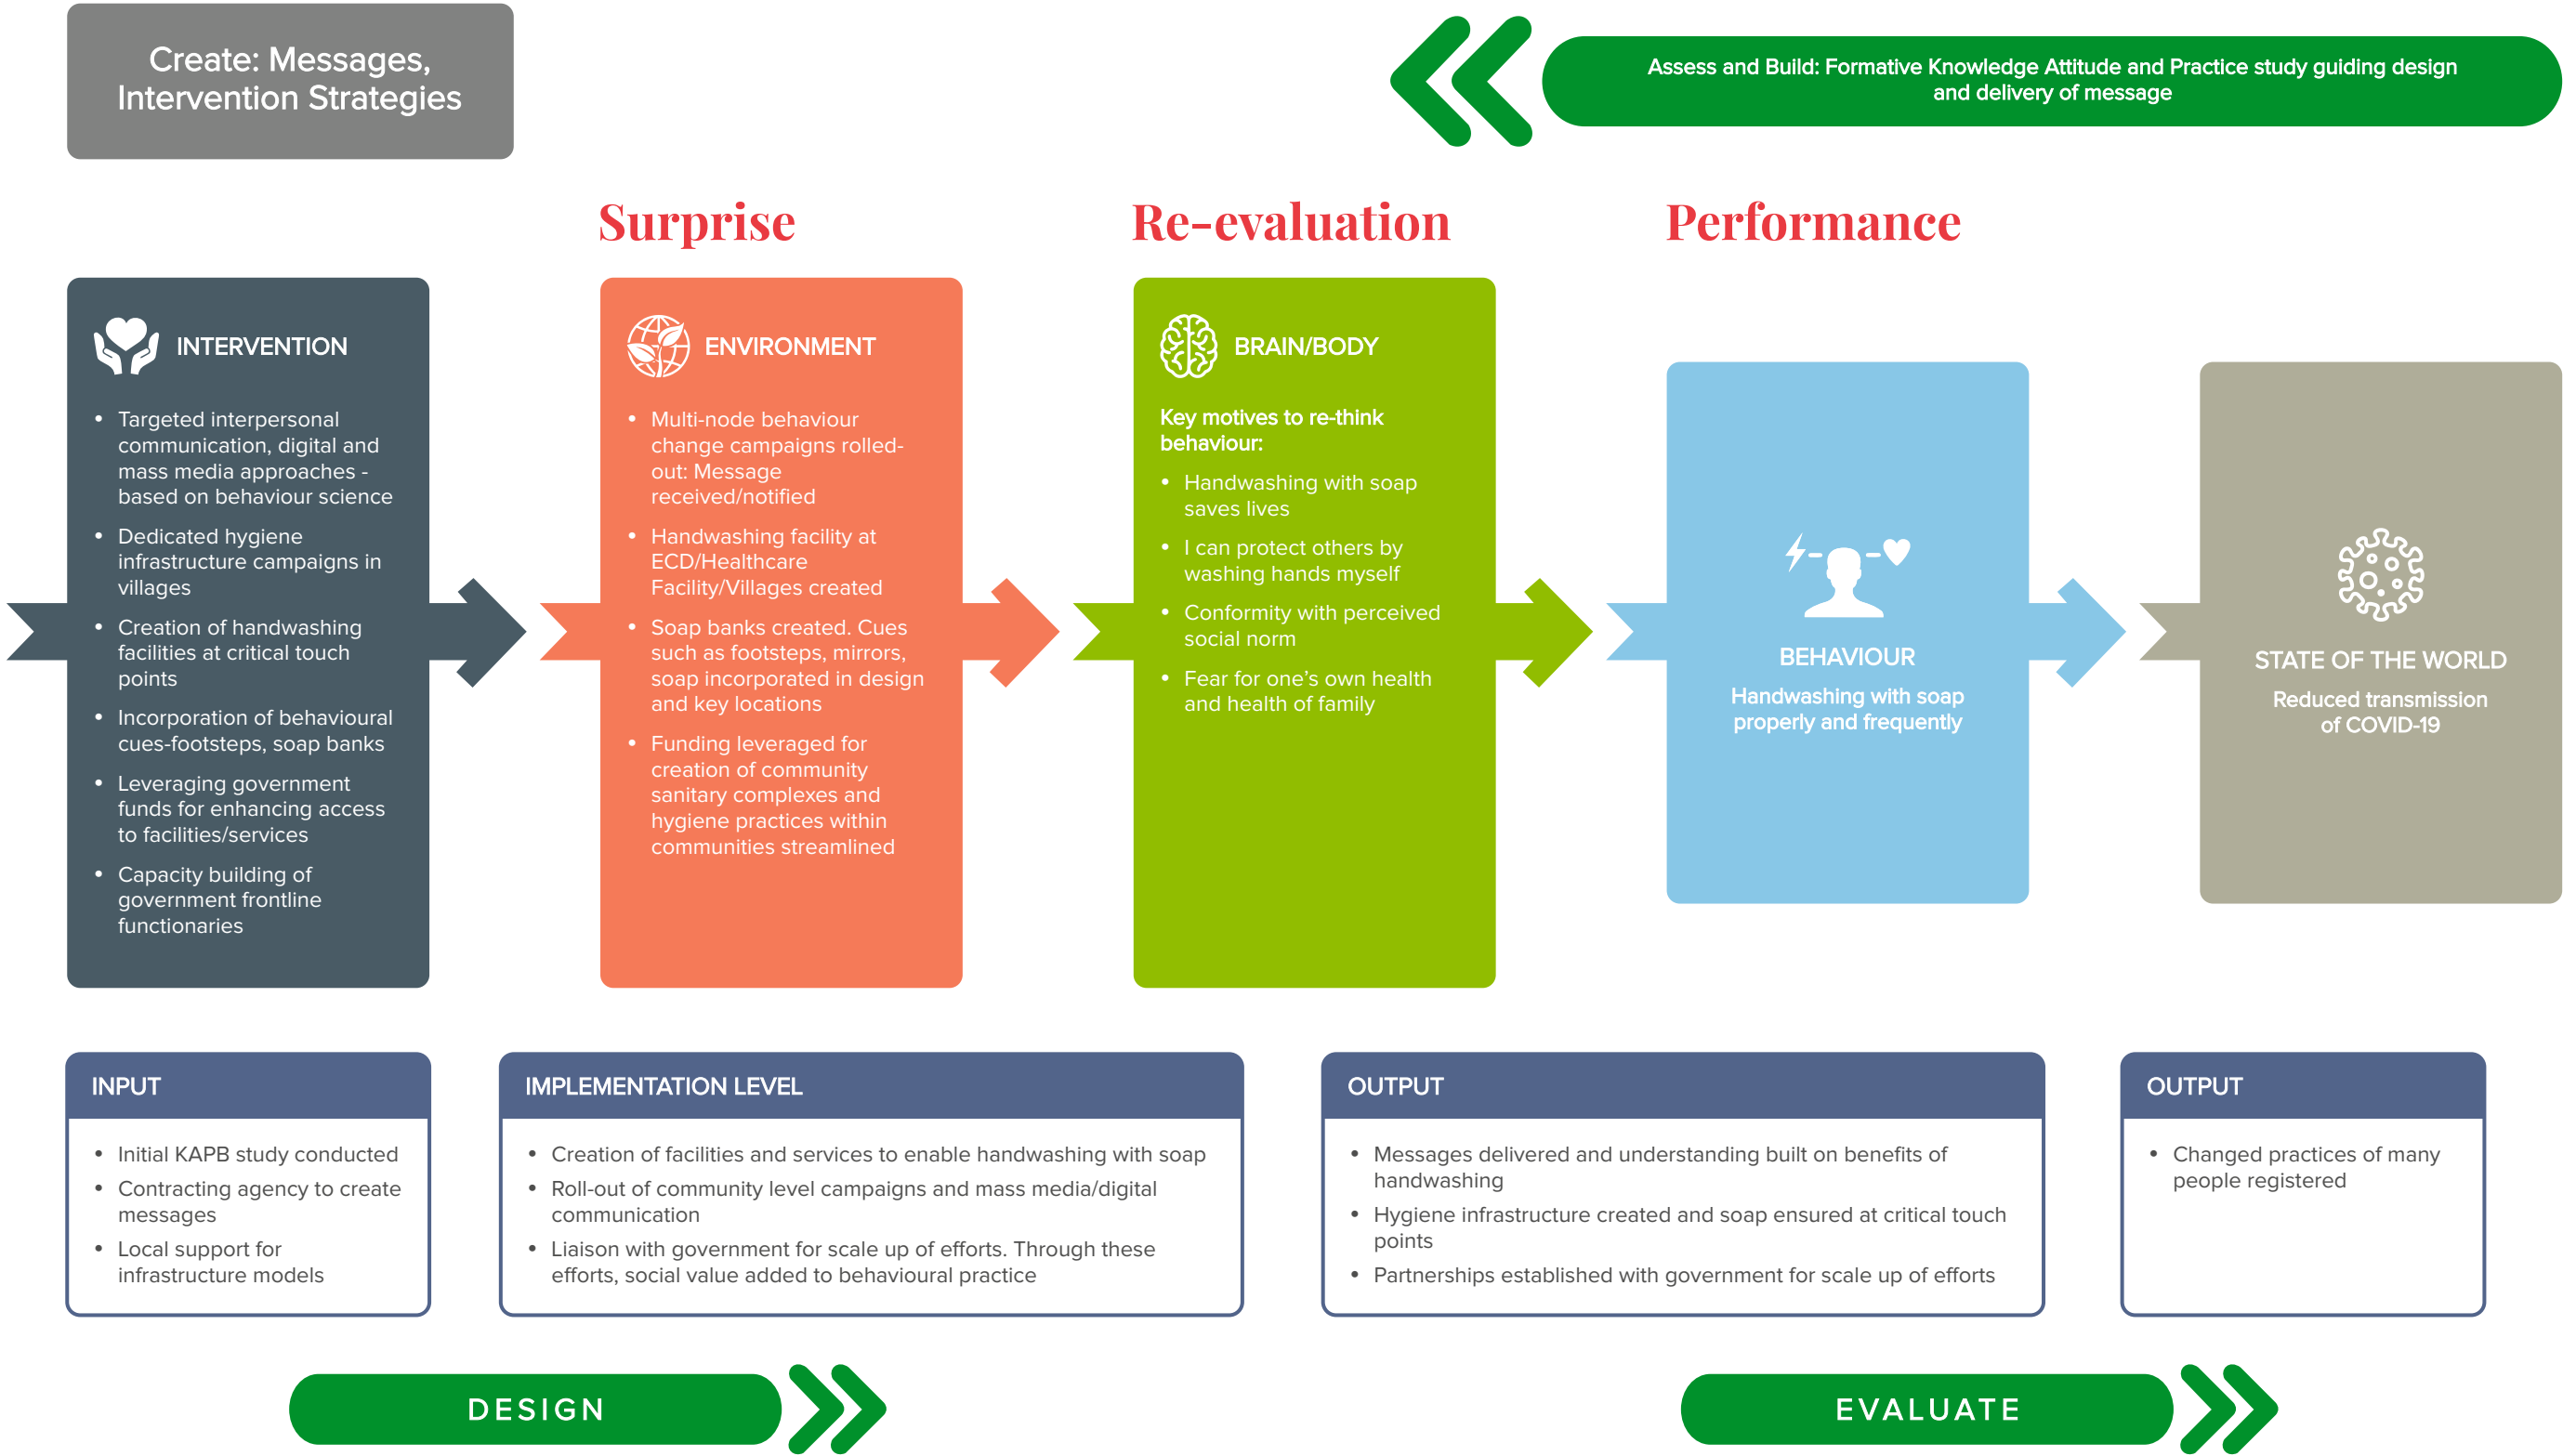 Create: Messages,
Intervention Strategies
Assess and Build: Formative Knowledge Attitude and Practice study guiding design
and delivery of message
Surprise
Re-evaluation
Performance
INTERVENTION
• Targeted interpersonal
communication, digital and
mass media approaches -
based on behaviour science
• Dedicated hygiene
infrastructure campaigns in
villages
• Creation of handwashing
facilities at critical touch
points
• Incorporation of behavioural
cues-footsteps, soap banks
• Leveraging government
funds for enhancing access
to facilities/services
• Capacity building of
government frontline
functionaries
ENVIRONMENT
• Multi-node behaviour
change campaigns rolled-
out: Message
received/notified
• Handwashing facility at
ECD/Healthcare
Facility/Villages created
• Soap banks created. Cues
such as footsteps, mirrors,
soap incorporated in design
and key locations
• Funding leveraged for
creation of community
sanitary complexes and
hygiene practices within
communities streamlined
BRAIN/BODY
Key motives to re-think
behaviour:
• Handwashing with soap
saves lives
• I can protect others by
washing hands myself
• Conformity with perceived
social norm
• Fear for one’s own health
and health of family
BEHAVIOUR
Handwashing with soap
properly and frequently
STATE OF THE WORLD
Reduced transmission
of COVID-19
INPUT
• Initial KAPB study conducted
• Contracting agency to create
messages
• Local support for
infrastructure models
IMPLEMENTATION LEVEL
• Creation of facilities and services to enable handwashing with soap
• Roll-out of community level campaigns and mass media/digital
communication
• Liaison with government for scale up of efforts. Through these
efforts, social value added to behavioural practice
OUTPUT
• Messages delivered and understanding built on benefits of
handwashing
• Hygiene infrastructure created and soap ensured at critical touch
points
• Partnerships established with government for scale up of efforts
OUTPUT
• Changed practices of many
people registered
DESIGN
EVALUATE